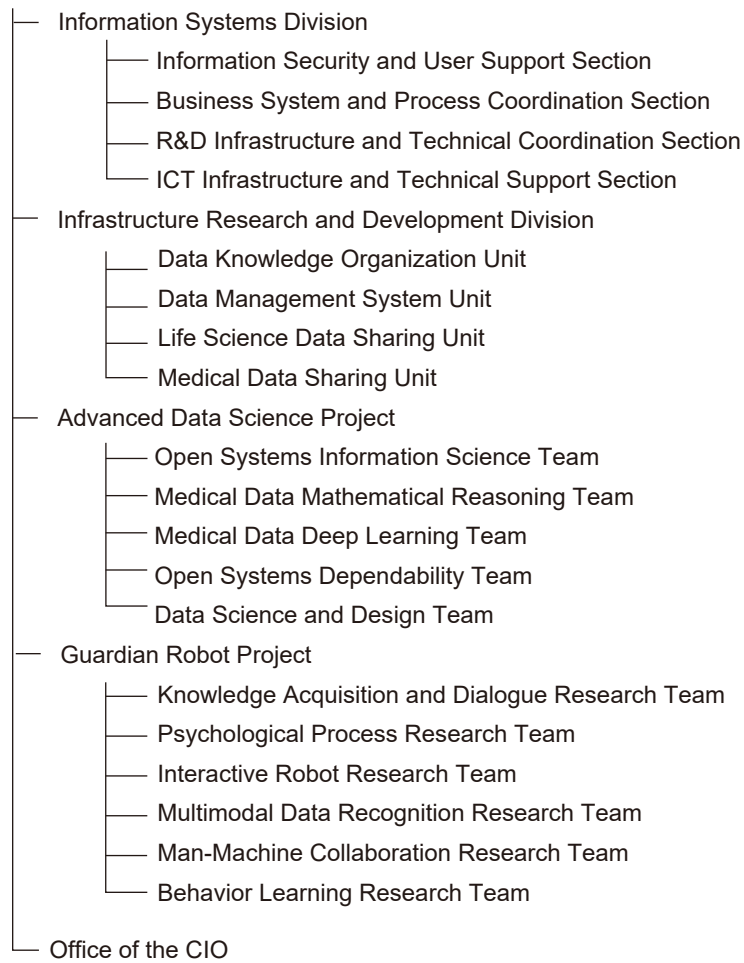 Information Systems Division
Information Security and User Support Section
Business System and Process Coordination Section
R&D Infrastructure and Technical Coordination Section
ICT Infrastructure and Technical Support Section
Infrastructure Research and Development Division
Data Knowledge Organization Unit
Data Management System Unit
Life Science Data Sharing Unit
Medical Data Sharing Unit
Advanced Data Science Project
Open Systems Information Science Team
Medical Data Mathematical Reasoning Team
Medical Data Deep Learning Team
Open Systems Dependability Team
Data Science and Design Team
Guardian Robot Project
Knowledge Acquisition and Dialogue Research Team
Psychological Process Research Team
Interactive Robot Research Team
Multimodal Data Recognition Research Team
Man-Machine Collaboration Research Team
Behavior Learning Research Team
Office of the CIO